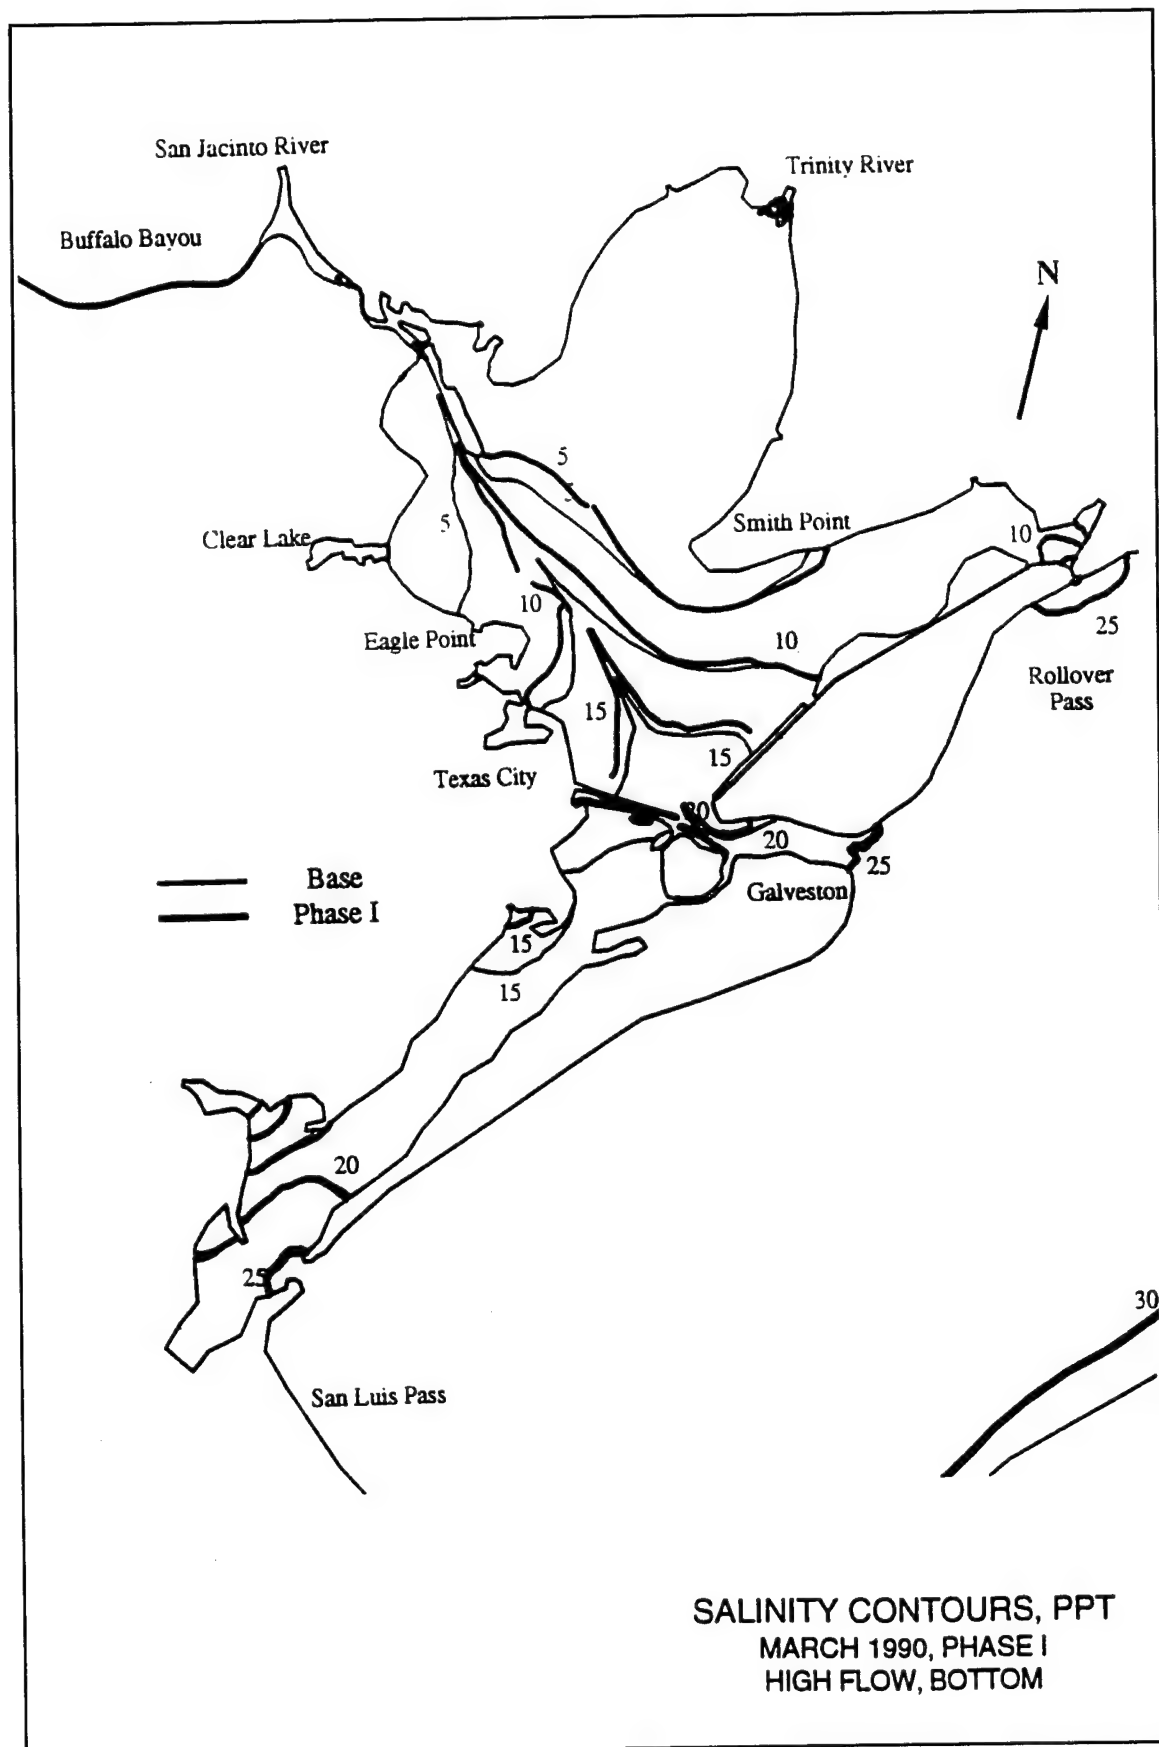 San Jacinto River
Trinity River
Buffalo Bayou
N
5
5
Smith Point
5
Clear Lake
10
10
25
Eagle Point
10
Rollover
Pass
15
15
Texas City
20
20
25
Base
Galveston
Phase I
15
15
20
25
30
San Luis Pass
SALINITY CONTOURS, PPT
MARCH 1990, PHASE I
HIGH FLOW, BOTTOM